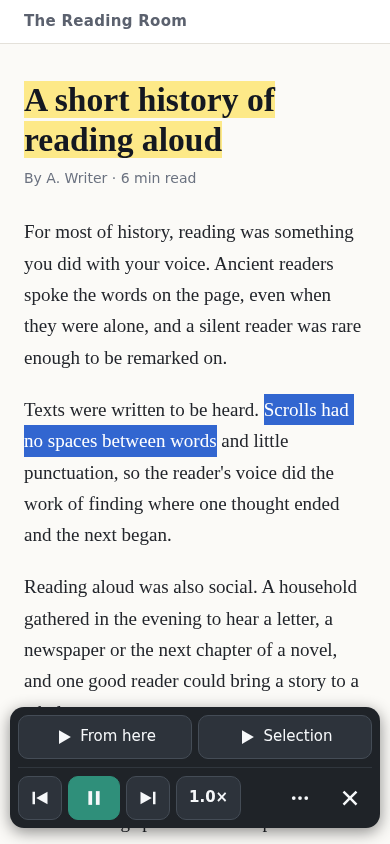 The Reading Room
A short history of
reading aloud
By A. Writer · 6 min read
For most of history, reading was something
you did with your voice. Ancient readers
spoke the words on the page, even when
they were alone, and a silent reader was rare
enough to be remarked on.
Texts were written to be heard. Scrolls had
no spaces between words and little
punctuation, so the reader's voice did the
work of finding where one thought ended
and the next began.
Reading aloud was also social. A household
gathered in the evening to hear a letter, a
newspaper or the next chapter of a novel,
and one good reader could bring a story to a
From here
Selection
1.0×